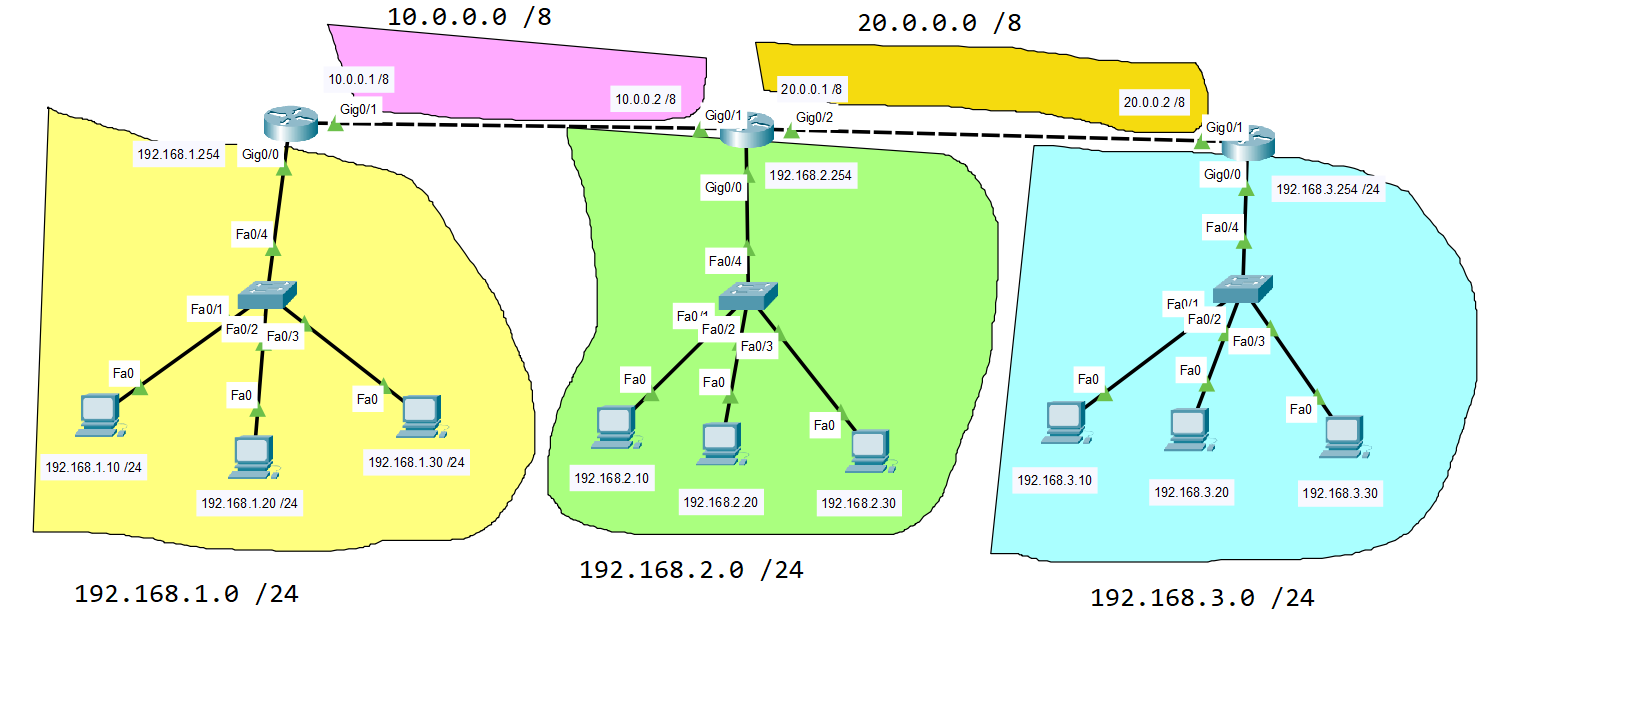 10.0.0.0 /8
20.0.0.0 /8
10.0.0.1 /8
10.0.0.2 /8
20.0.0.1 /8
20.0.0.2 /8
Gig0/1
Gig0/1
Gig0/2
Gig0/1
192.168.1.254
Gig0/0
Gig0/0
192.168.2.254
Gig0/0
192.168.3.254 /24
Fa0/4
Fa0/4
Fa0/4
Fa0/1
Fa0/2
Fa0/3
Fa0/1
Fa0/2
Fa0/3
Fa0/1
Fa0/2
Fa0/3
Fa0
Fa0
Fa0
Fa0
Fa0
Fa0
Fa0
Fa0
Fa0
192.168.1.10 /24
192.168.1.20 /24
192.168.1.30 /24
192.168.2.10
192.168.2.20
192.168.2.30
192.168.3.10
192.168.3.20
192.168.3.30
192.168.1.0 /24
192.168.2.0 /24
192.168.3.0 /24